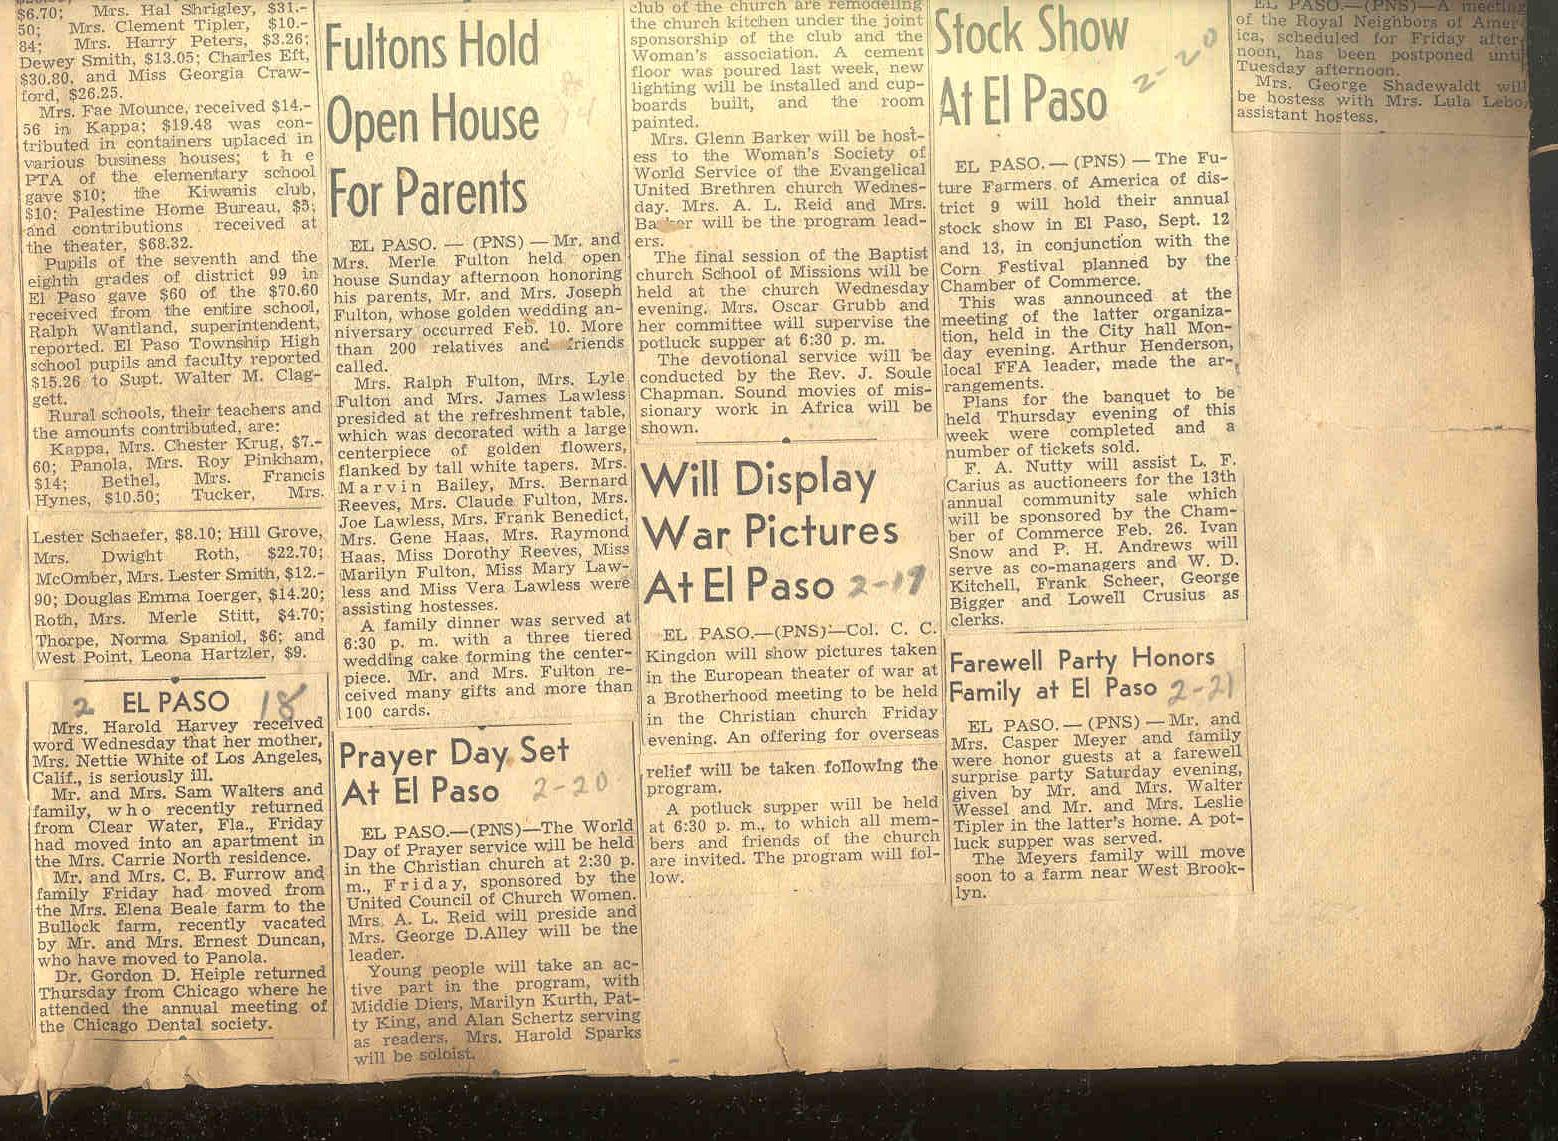 $6.70; Mrs. Hal Shrigley, $31.-
50; Mrs. Clement Tipler, $10.-
84; Mrs. Harry Peters, $3.26;
Dewey Smith, $13.05; Charles Eft,
$30.80, and Miss Georgia Craw-
ford, $26.25.
Mrs. Fae Mounce, received $14.-
56 in Kappa; $19.48 was con-
tributed in containers uplaced in
various business houses; the
PTA of the elementary school
gave $10; the Kiwanis club,
$10; Palestine Home Bureau, $5;
and contributions received at
the theater, $68.32.
Pupils of the seventh and the
eighth grades of district 99 in
El Paso gave $60 of the $70.60
received from the entire school,
Ralph Wantland, superintendent,
reported. El Paso Township High
school pupils and faculty reported
$15.26 to Supt. Walter M. Clag-
gett.
Rural schools, their teachers and
the amounts contributed, are:
Kappa, Mrs. Chester Krug, $7.-
60; Panola, Mrs. Roy Pinkham,
$14; Bethel, Mrs. Francis
Hynes, $10.50; Tucker, Mrs.
Lester Schaefer, $8.10; Hill Grove,
Mrs. Dwight Roth, $22.70;
McOmber, Mrs. Lester Smith, $12.-
90; Douglas Emma Ioerger, $14.20;
Roth, Mrs. Merle Stitt, $4.70;
Thorpe, Norma Spaniol, $6; and
West Point, Leona Hartzler, $9.
2 EL PASO 18
Mrs. Harold Harvey received
word Wednesday that her mother,
Mrs. Nettie White of Los Angeles,
Calif., is seriously ill.
Mr. and Mrs. Sam Walters and
family, who recently returned
from Clear Water, Fla., Friday
had moved into an apartment in
the Mrs. Carrie North residence.
Mr. and Mrs. C. B. Furrow and
family Friday had moved from
the Mrs. Elena Beale farm to the
Bullock farm, recently vacated
by Mr. and Mrs. Ernest Duncan,
who have moved to Panola.
Dr. Gordon D. Heiple returned
Thursday from Chicago where he
attended the annual meeting of
the Chicago Dental society.
Fultons Hold
Open House
For Parents
EL PASO. — (PNS) — Mr. and
Mrs. Merle Fulton held open
house Sunday afternoon honoring
his parents, Mr. and Mrs. Joseph
Fulton, whose golden wedding an-
niversary occurred Feb. 10. More
than 200 relatives and friends
called.
Mrs. Ralph Fulton, Mrs. Lyle
Fulton and Mrs. James Lawless
presided at the refreshment table,
which was decorated with a large
centerpiece of golden flowers,
flanked by tall white tapers. Mrs.
Marvin Bailey, Mrs. Bernard
Reeves, Mrs. Claude Fulton, Mrs.
Joe Lawless, Mrs. Frank Benedict,
Mrs. Gene Haas, Mrs. Raymond
Haas, Miss Dorothy Reeves, Miss
Marilyn Fulton, Miss Mary Law-
less and Miss Vera Lawless were
assisting hostesses.
A family dinner was served at
6:30 p. m. with a three tiered
wedding cake forming the center-
piece. Mr. and Mrs. Fulton re-
ceived many gifts and more than
100 cards.
Prayer Day Set
At El Paso 2-20
EL PASO.—(PNS)—The World
Day of Prayer service will be held
in the Christian church at 2:30 p.
m., Friday, sponsored by the
United Council of Church Women.
Mrs. A. L. Reid will preside and
Mrs. George D.Alley will be the
leader.
Young people will take an ac-
tive part in the program, with
Middie Diers, Marilyn Kurth, Pat-
ty King, and Alan Schertz serving
as readers. Mrs. Harold Sparks
will be soloist.
club of the church are remodeling
the church kitchen under the joint
sponsorship of the club and the
Woman's association. A cement
floor was poured last week, new
lighting will be installed and cup-
boards built, and the room
painted.
Mrs. Glenn Barker will be host-
ess to the Woman's Society of
World Service of the Evangelical
United Brethren church Wednes-
day. Mrs. A. L. Reid and Mrs.
Barker will be the program lead-
ers.
The final session of the Baptist
church School of Missions will be
held at the church Wednesday
evening. Mrs. Oscar Grubb and
her committee will supervise the
potluck supper at 6:30 p. m.
The devotional service will be
conducted by the Rev. J. Soule
Chapman. Sound movies of mis-
sionary work in Africa will be
shown.
Will Display
War Pictures
At El Paso 2-19
EL PASO.—(PNS)—Col. C. C.
Kingdon will show pictures taken
in the European theater of war at
a Brotherhood meeting to be held
in the Christian church Friday
evening. An offering for overseas
relief will be taken following the
program.
A potluck supper will be held
at 6:30 p. m., to which all mem-
bers and friends of the church
are invited. The program will fol-
low.
Stock Show
At El Paso 2-20
EL PASO.— (PNS) — The Fu-
ture Farmers of America of dis-
trict 9 will hold their annual
stock show in El Paso, Sept. 12
and 13, in conjunction with the
Corn Festival planned by the
Chamber of Commerce.
This was announced at the
meeting of the latter organiza-
tion, held in the City hall Mon-
day evening. Arthur Henderson,
local FFA leader, made the ar-
rangements.
Plans for the banquet to be
held Thursday evening of this
week were completed and a
number of tickets sold.
F. A. Nutty will assist L. F.
Carius as auctioneers for the 13th
annual community sale which
will be sponsored by the Cham-
ber of Commerce Feb. 26. Ivan
Snow and P. H. Andrews will
serve as co-managers and W. D.
Kitchell, Frank Scheer, George
Bigger and Lowell Crusius as
clerks.
Farewell Party Honors
Family at El Paso 2-21
EL PASO. — (PNS) — Mr. and
Mrs. Casper Meyer and family
were honor guests at a farewell
surprise party Saturday evening,
given by Mr. and Mrs. Walter
Wessel and Mr. and Mrs. Leslie
Tipler in the latter's home. A pot-
luck supper was served.
The Meyers family will move
soon to a farm near West Brook-
lyn.
EL PASO.—(PNS)—A meeting
of the Royal Neighbors of Amer-
ica, scheduled for Friday after-
noon, has been postponed until
Tuesday afternoon.
Mrs. George Shadewaldt will
be hostess with Mrs. Lula Lebo,
assistant hostess.